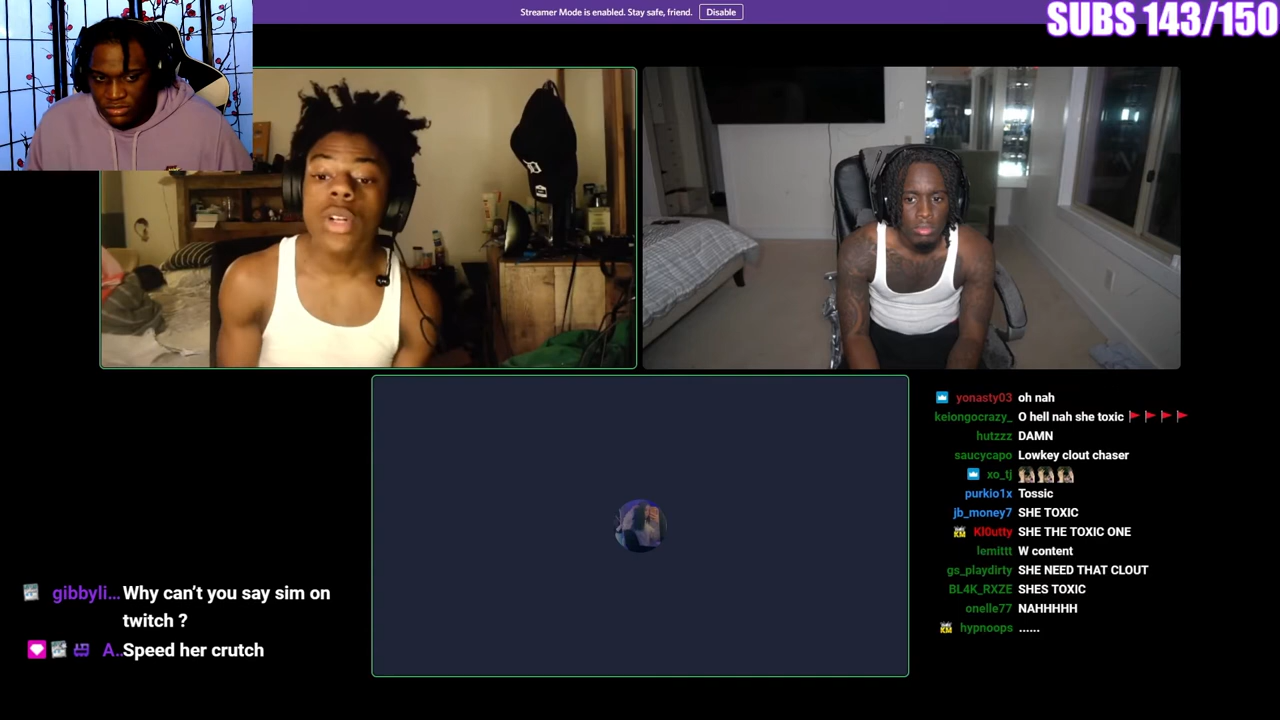 Streamer Mode is enabled. Stay safe, friend. Disable
SUBS 143/150
yonasty03 oh nah
keiongocrazy_ O hell nah she toxic
hutzzz DAMN
saucycapo Lowkey clout chaser
xo_tj
purkio1x Tossic
jb_money7 SHE TOXIC
Kl0utty SHE THE TOXIC ONE
lemittt W content
gs_playdirty SHE NEED THAT CLOUT
BL4K_RXZE SHES TOXIC
onelle77 NAHHHHH
hypnoops ......
gibbyli... Why can't you say sim on
twitch ?
A.. Speed her crutch